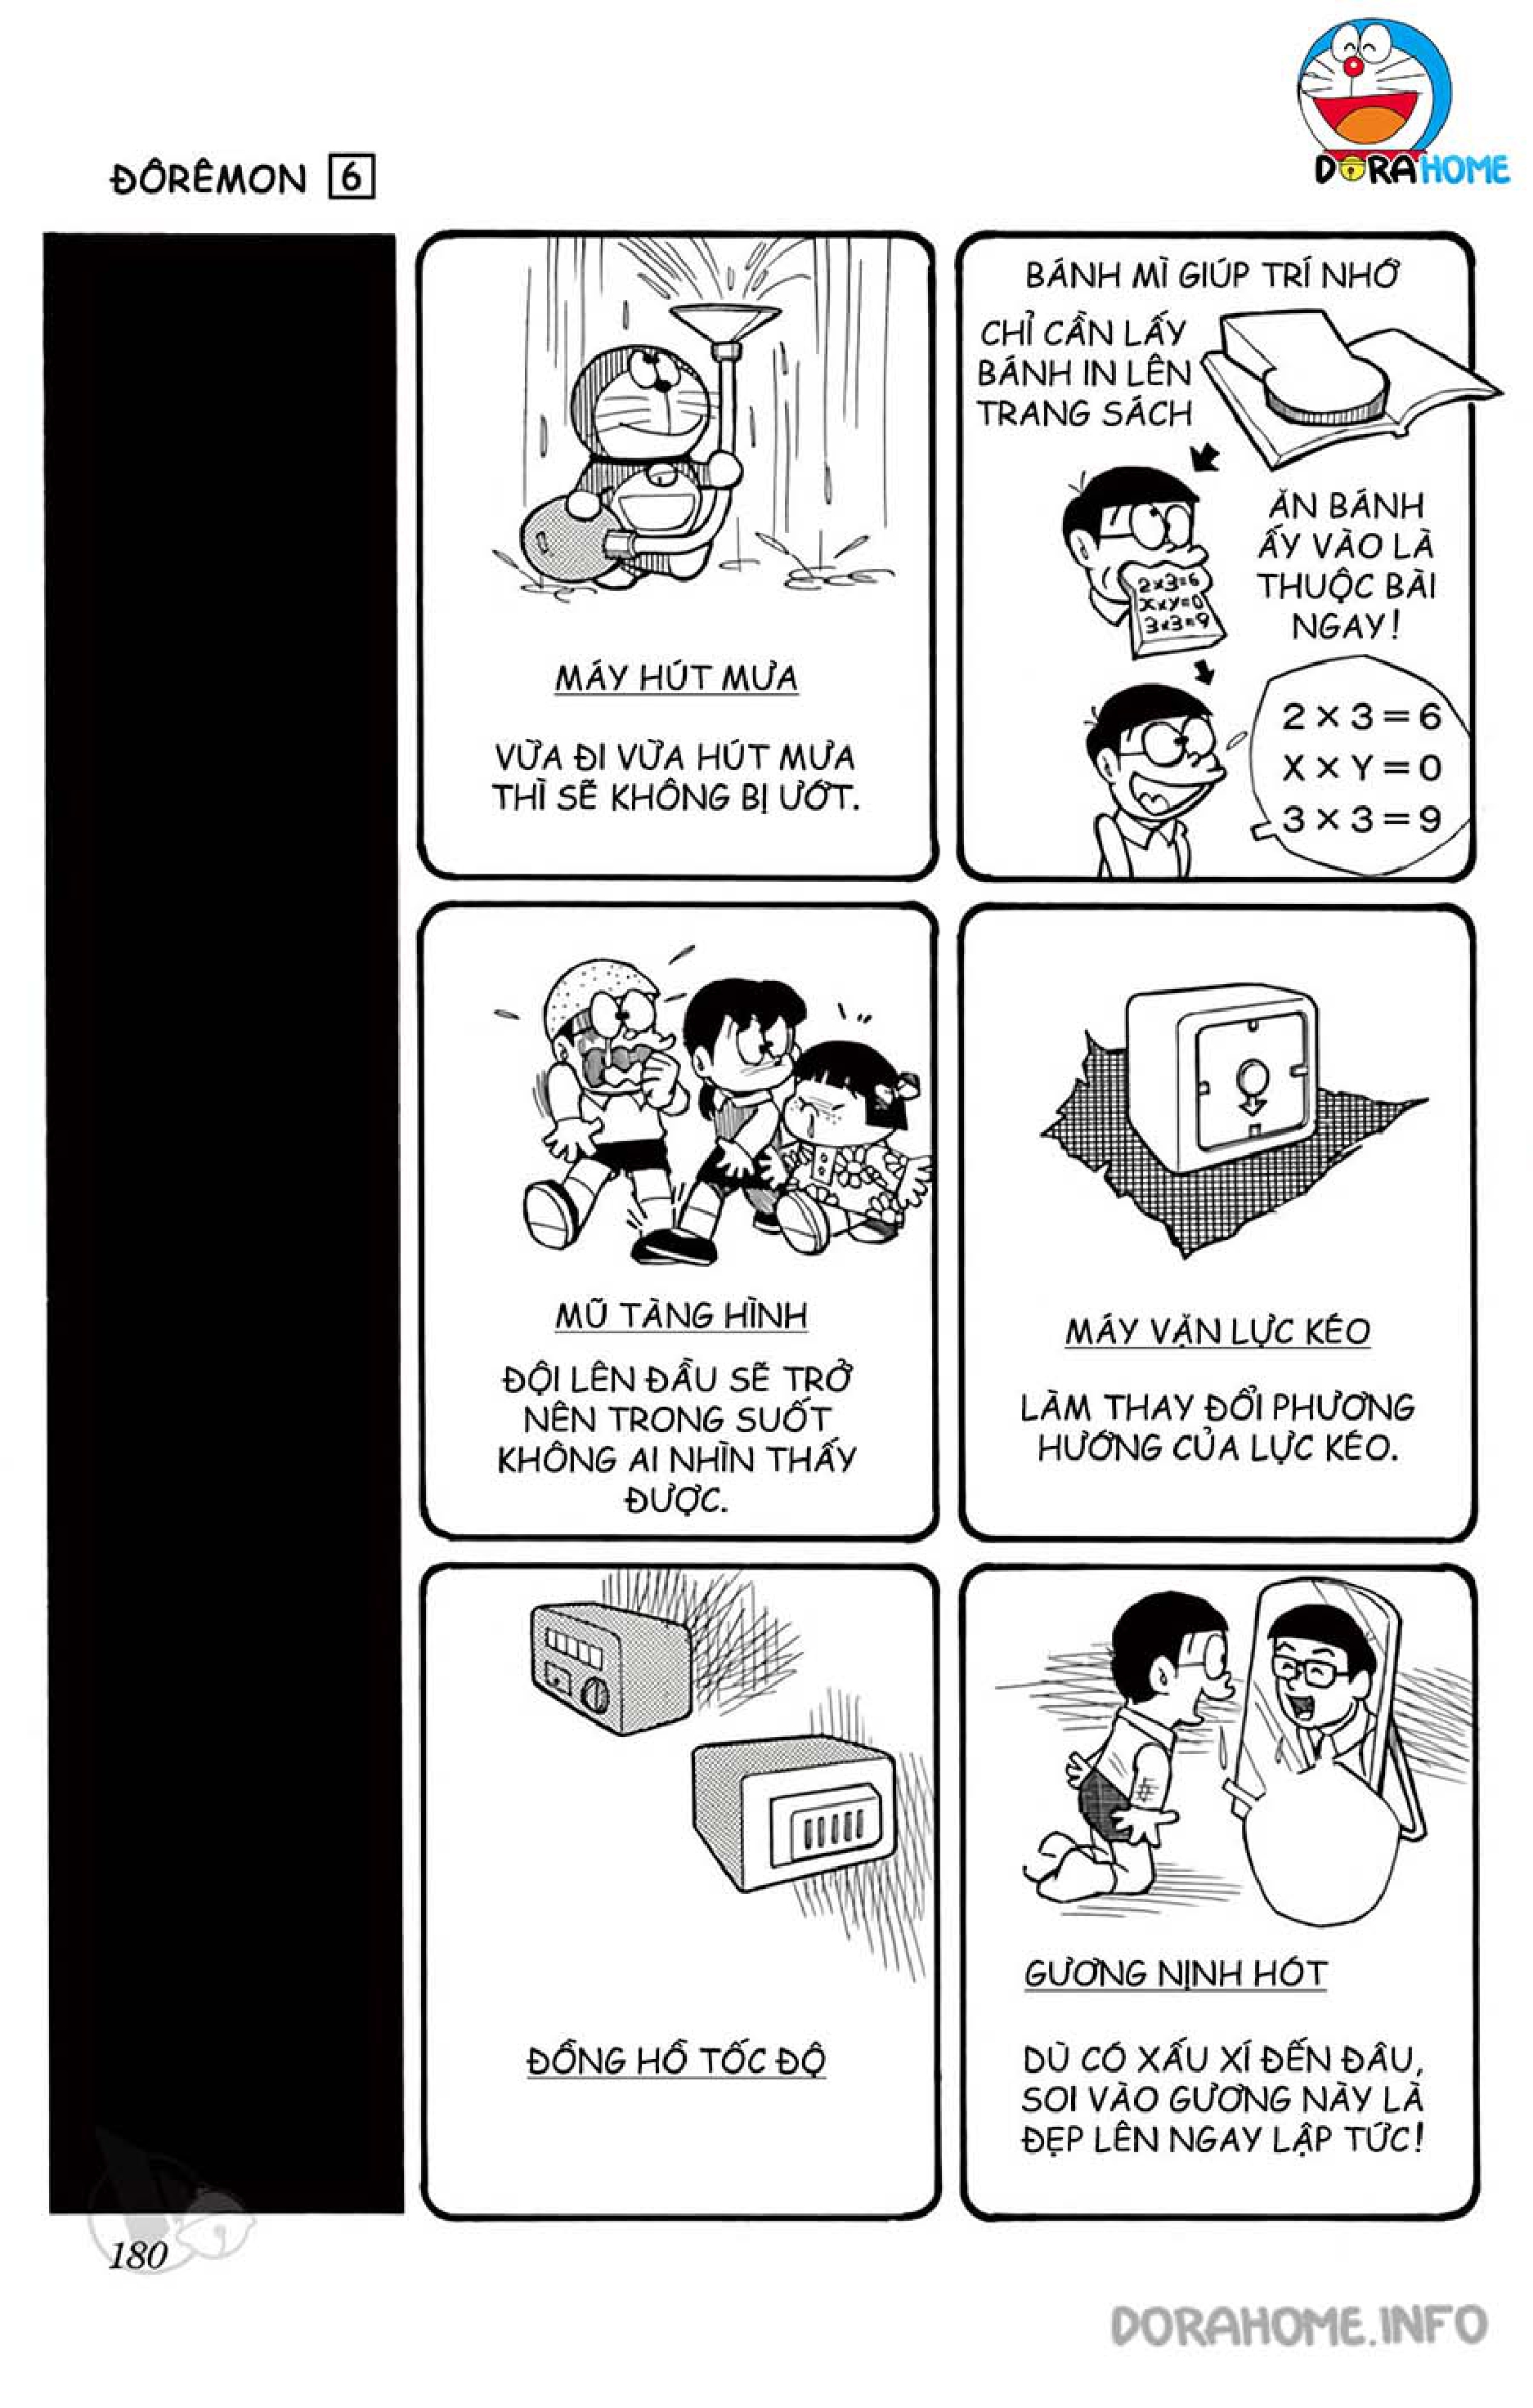 DORAHOME
ĐÔRÊMON 6
MÁY HÚT MƯA
VỪA ĐI VỪA HÚT MƯA
THÌ SẼ KHÔNG BỊ ƯỚT.
BÁNH MÌ GIÚP TRÍ NHỚ
CHỈ CẦN LẤY
BÁNH IN LÊN
TRANG SÁCH
ĂN BÁNH
ẤY VÀO LÀ
THUỘC BÀI
NGAY!
2×3=6
X×Y=0
3×3=9
2×3=6
X×Y=0
3×3=9
MŨ TÀNG HÌNH
ĐỘI LÊN ĐẦU SẼ TRỞ
NÊN TRONG SUỐT
KHÔNG AI NHÌN THẤY
ĐƯỢC.
MÁY VẶN LỰC KÉO
LÀM THAY ĐỔI PHƯƠNG
HƯỚNG CỦA LỰC KÉO.
ĐỒNG HỒ TỐC ĐỘ
GƯƠNG NỊNH HÓT
DÙ CÓ XẤU XÍ ĐẾN ĐÂU,
SOI VÀO GƯƠNG NÀY LÀ
ĐẸP LÊN NGAY LẬP TỨC!
180
DORAHOME.INFO